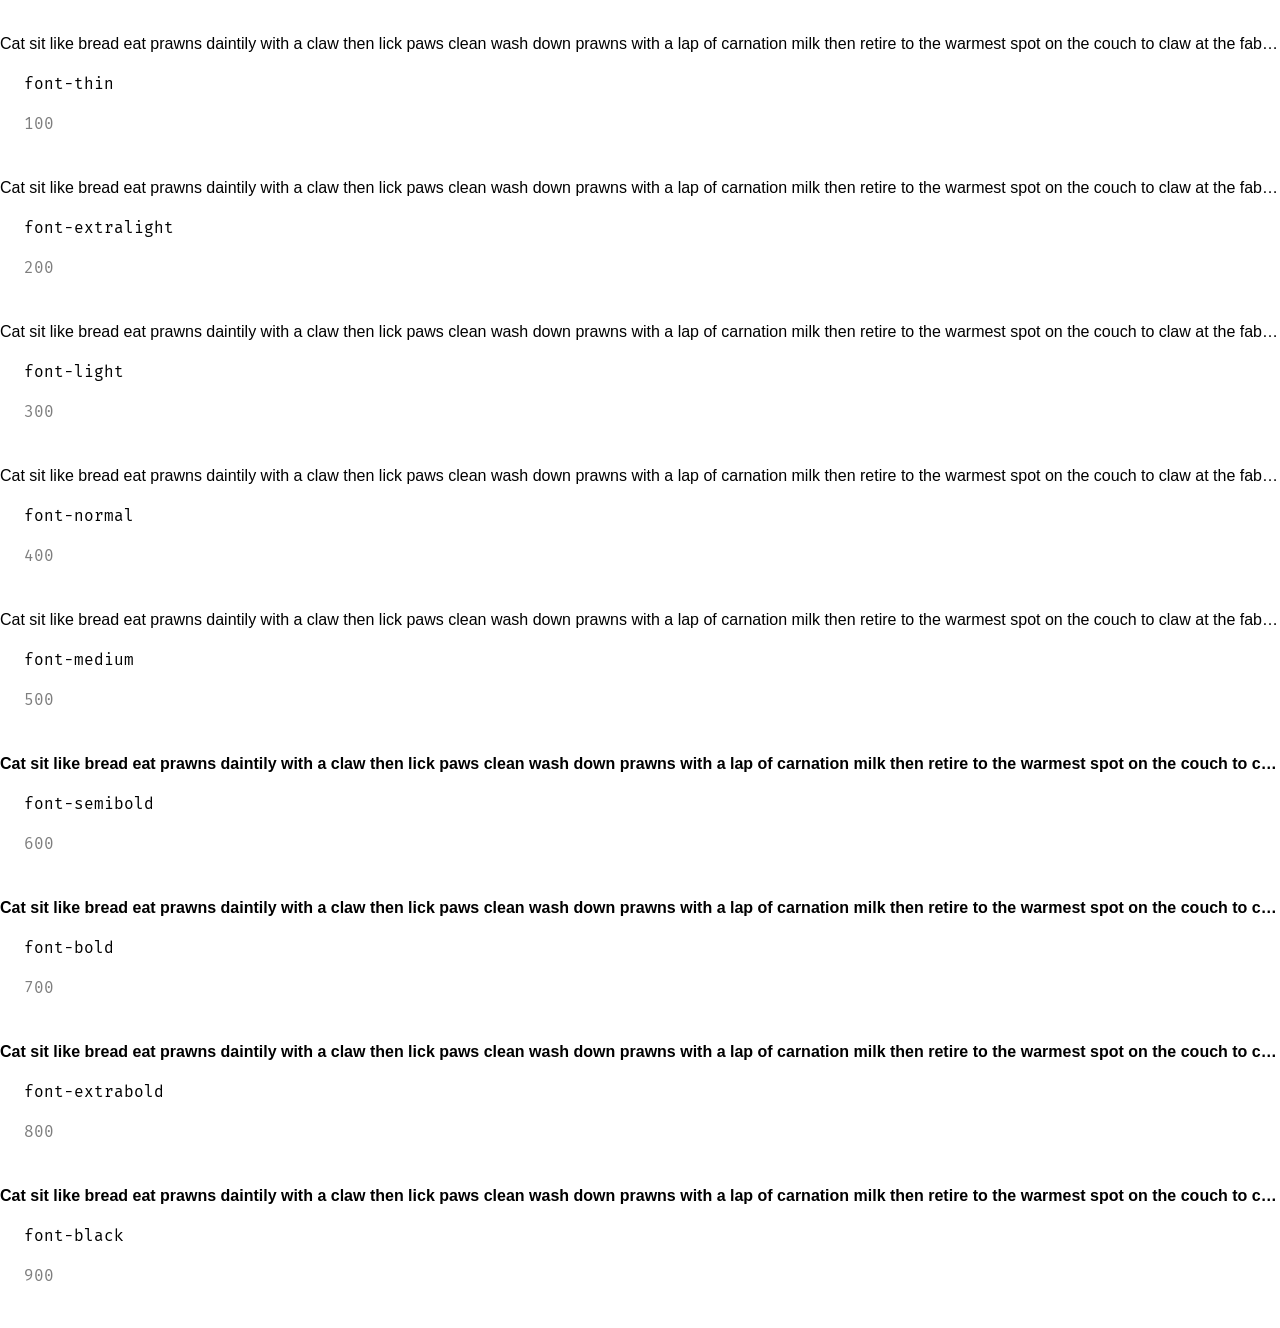 Cat sit like bread eat prawns daintily with a claw then lick paws clean wash down prawns with a lap of carnation milk then retire to the warmest spot on the couch to claw at the fab…
font-thin
100
Cat sit like bread eat prawns daintily with a claw then lick paws clean wash down prawns with a lap of carnation milk then retire to the warmest spot on the couch to claw at the fab…
font-extralight
200
Cat sit like bread eat prawns daintily with a claw then lick paws clean wash down prawns with a lap of carnation milk then retire to the warmest spot on the couch to claw at the fab…
font-light
300
Cat sit like bread eat prawns daintily with a claw then lick paws clean wash down prawns with a lap of carnation milk then retire to the warmest spot on the couch to claw at the fab…
font-normal
400
Cat sit like bread eat prawns daintily with a claw then lick paws clean wash down prawns with a lap of carnation milk then retire to the warmest spot on the couch to claw at the fab…
font-medium
500
Cat sit like bread eat prawns daintily with a claw then lick paws clean wash down prawns with a lap of carnation milk then retire to the warmest spot on the couch to c…
font-semibold
600
Cat sit like bread eat prawns daintily with a claw then lick paws clean wash down prawns with a lap of carnation milk then retire to the warmest spot on the couch to c…
font-bold
700
Cat sit like bread eat prawns daintily with a claw then lick paws clean wash down prawns with a lap of carnation milk then retire to the warmest spot on the couch to c…
font-extrabold
800
Cat sit like bread eat prawns daintily with a claw then lick paws clean wash down prawns with a lap of carnation milk then retire to the warmest spot on the couch to c…
font-black
900